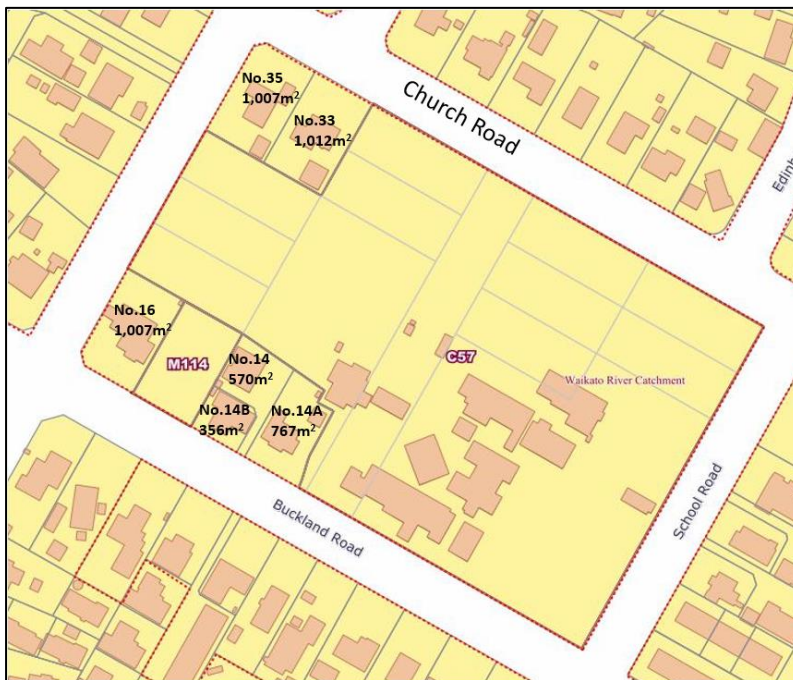 No.35
1,007m²
No.33
1,012m²
Church Road
Edinb
No.16
1,007m²
M114
No.14
570m²
No.14B
356m²
No.14A
767m²
C57
Waikato River Catchment
Buckland Road
School Road